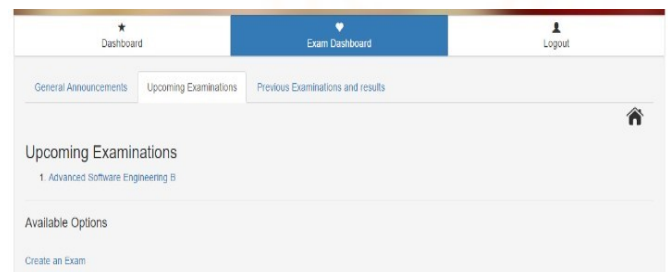 Dashboard
Exam Dashboard
Logout
General Announcements
Upcoming Examinations
Previous Examinations and results
Upcoming Examinations
1. Advanced Software Engineering B
Available Options
Create an Exam